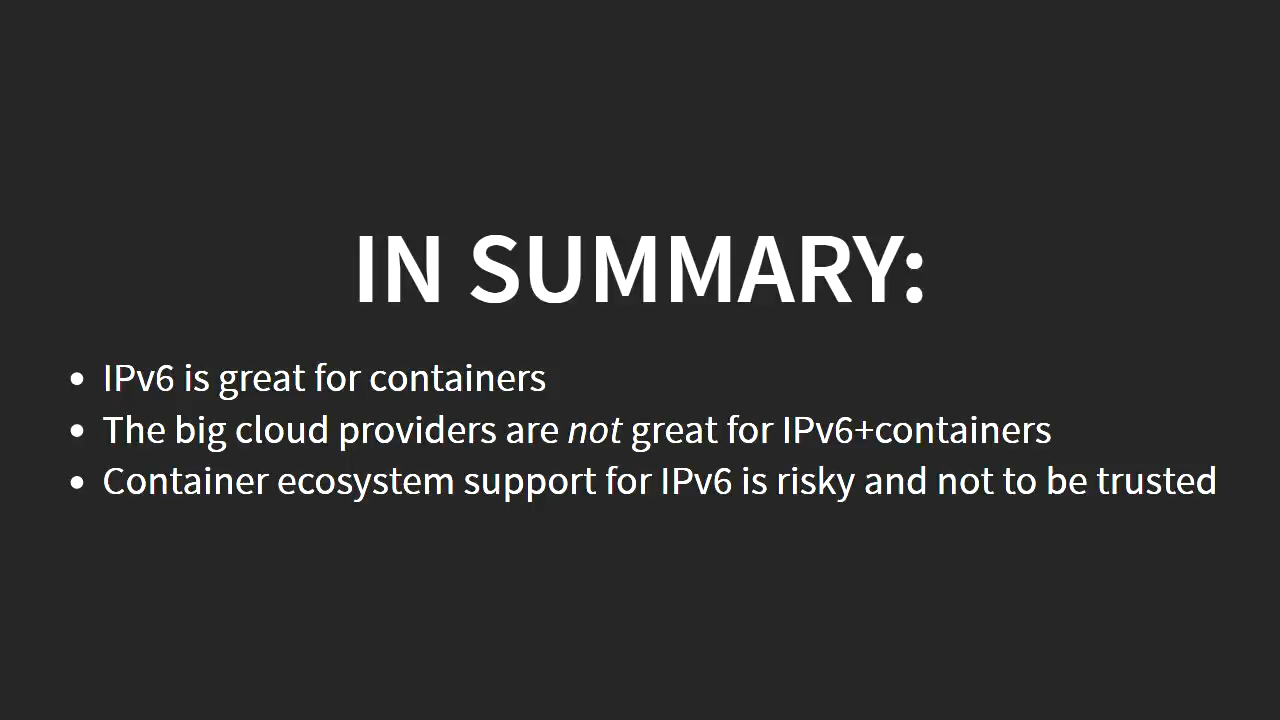 IN SUMMARY:
• IPv6 is great for containers
• The big cloud providers are not great for IPv6+containers
• Container ecosystem support for IPv6 is risky and not to be trusted